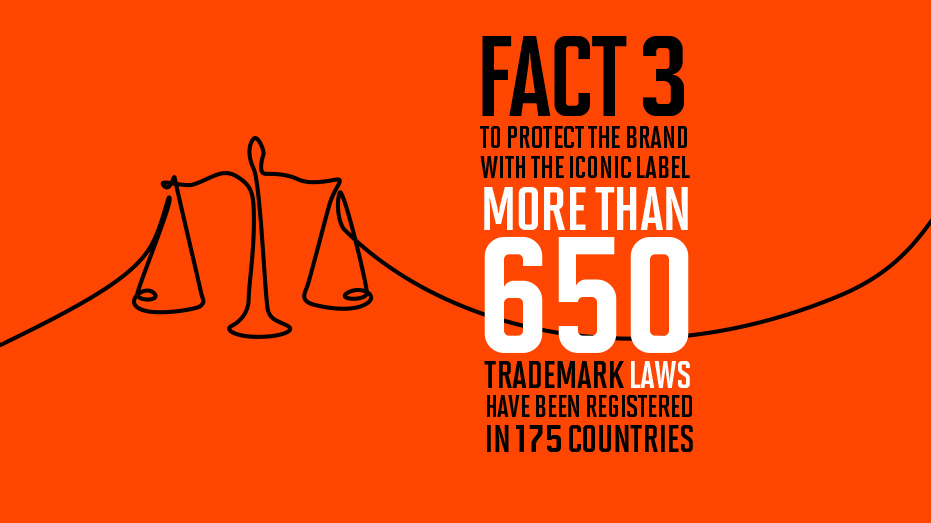 FACT 3
TO PROTECT THE BRAND
WITH THE ICONIC LABEL
MORE THAN
650
TRADEMARK LAWS
HAVE BEEN REGISTERED
IN 175 COUNTRIES